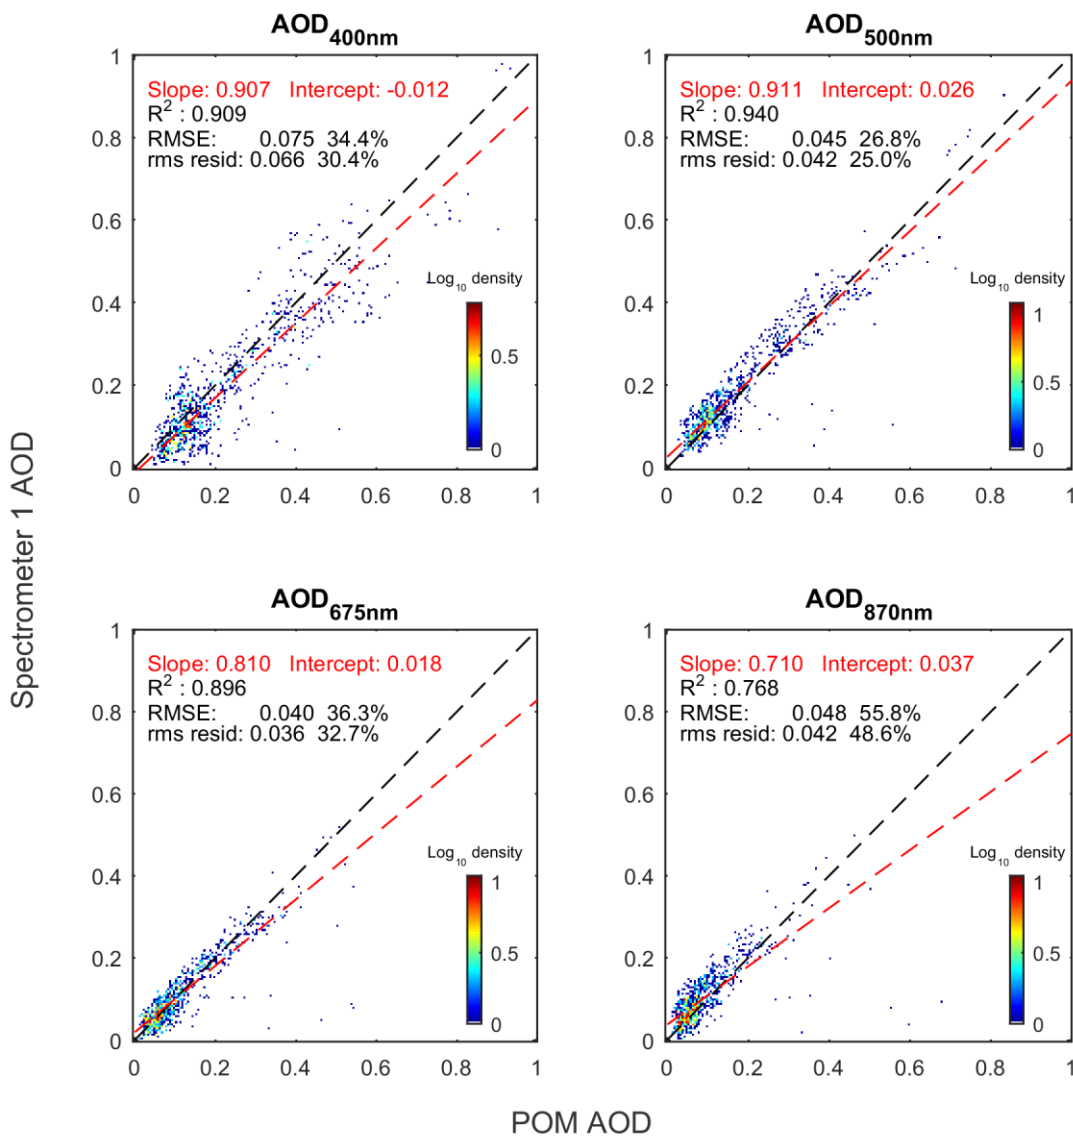 AOD400nm
Slope: 0.907 Intercept: -0.012
R2 : 0.909
RMSE: 0.075 34.4%
rms resid: 0.066 30.4%
Log10 density
0.5
0
1
0.8
0.6
0.4
0.2
0
0 0.2 0.4 0.6 0.8 1
AOD500nm
Slope: 0.911 Intercept: 0.026
R2 : 0.940
RMSE: 0.045 26.8%
rms resid: 0.042 25.0%
Log10 density
1
0.5
0
1
0.8
0.6
0.4
0.2
0
0 0.2 0.4 0.6 0.8 1
Spectrometer 1 AOD
AOD675nm
Slope: 0.810 Intercept: 0.018
R2 : 0.896
RMSE: 0.040 36.3%
rms resid: 0.036 32.7%
Log10 density
1
0.5
0
1
0.8
0.6
0.4
0.2
0
0 0.2 0.4 0.6 0.8 1
AOD870nm
Slope: 0.710 Intercept: 0.037
R2 : 0.768
RMSE: 0.048 55.8%
rms resid: 0.042 48.6%
Log10 density
1
0.5
0
1
0.8
0.6
0.4
0.2
0
0 0.2 0.4 0.6 0.8 1
POM AOD